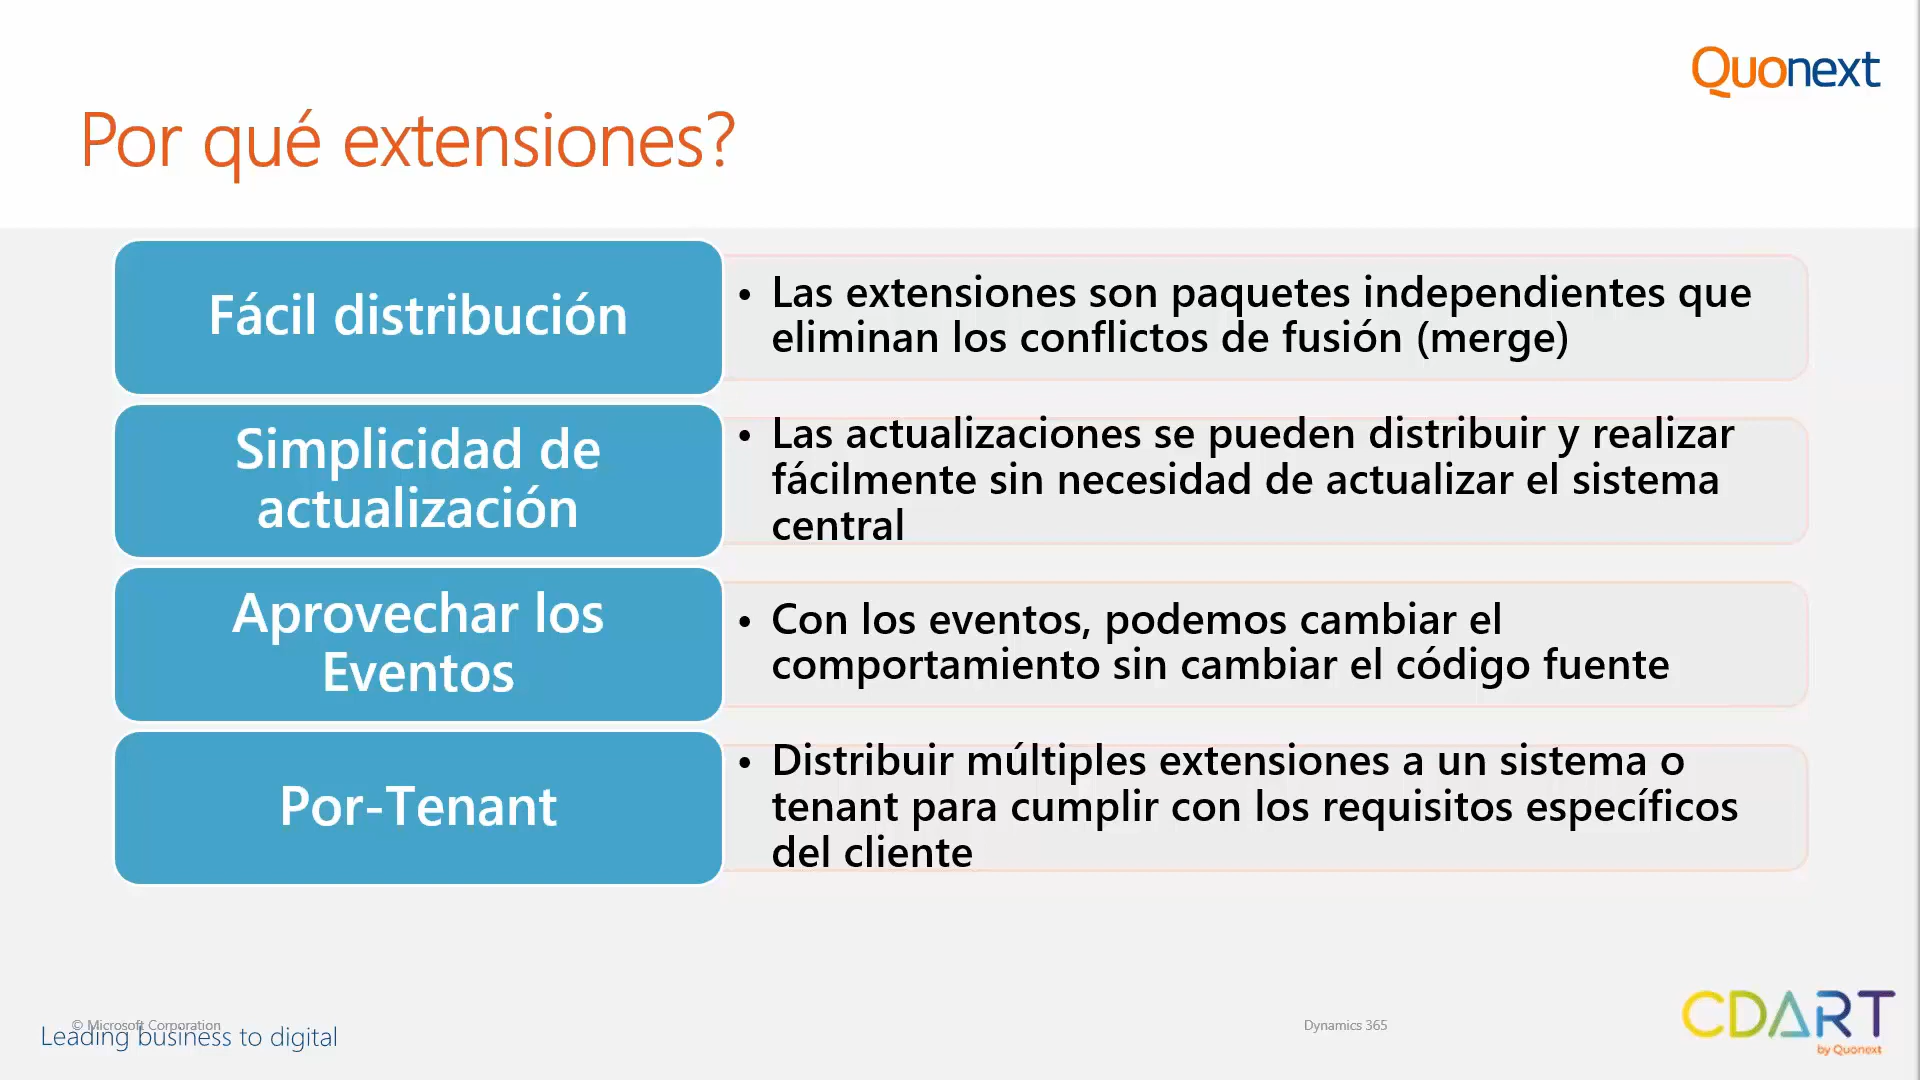 Quonext
Por qué extensiones?
Fácil distribución
• Las extensiones son paquetes independientes que
eliminan los conflictos de fusión (merge)
Simplicidad de
actualización
• Las actualizaciones se pueden distribuir y realizar
fácilmente sin necesidad de actualizar el sistema
central
Aprovechar los
Eventos
• Con los eventos, podemos cambiar el
comportamiento sin cambiar el código fuente
Por-Tenant
• Distribuir múltiples extensiones a un sistema o
tenant para cumplir con los requisitos específicos
del cliente
© Microsoft Corporation
Leading business to digital
Dynamics 365
CDART
by Quonext